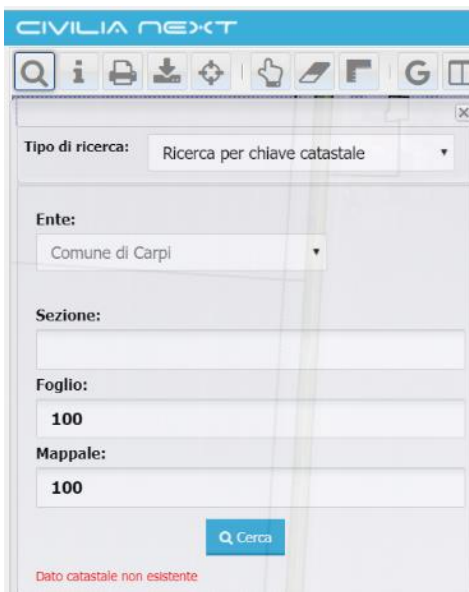 CIVILIA NEXT
G
Tipo di ricerca:
Ricerca per chiave catastale
Ente:
Comune di Carpi
Sezione:
Foglio:
100
Mappale:
100
Cerca
Dato catastale non esistente